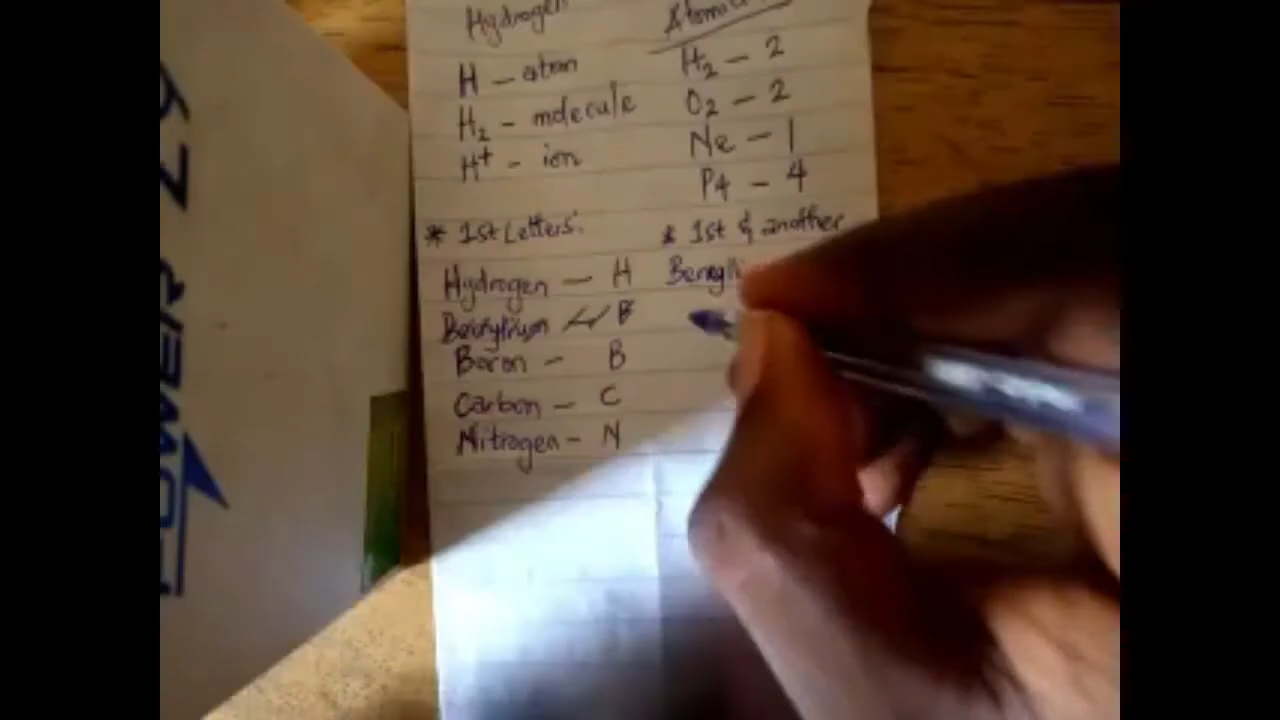 Hydrogen
H - atom
H₂ - molecule
H⁺ - ion
* 1st Letters:
Hydrogen - H
B
Boron - B
Carbon - C
Nitrogen - N
H₂ - 2
O₂ - 2
Ne - 1
P4 - 4
* 1st & another